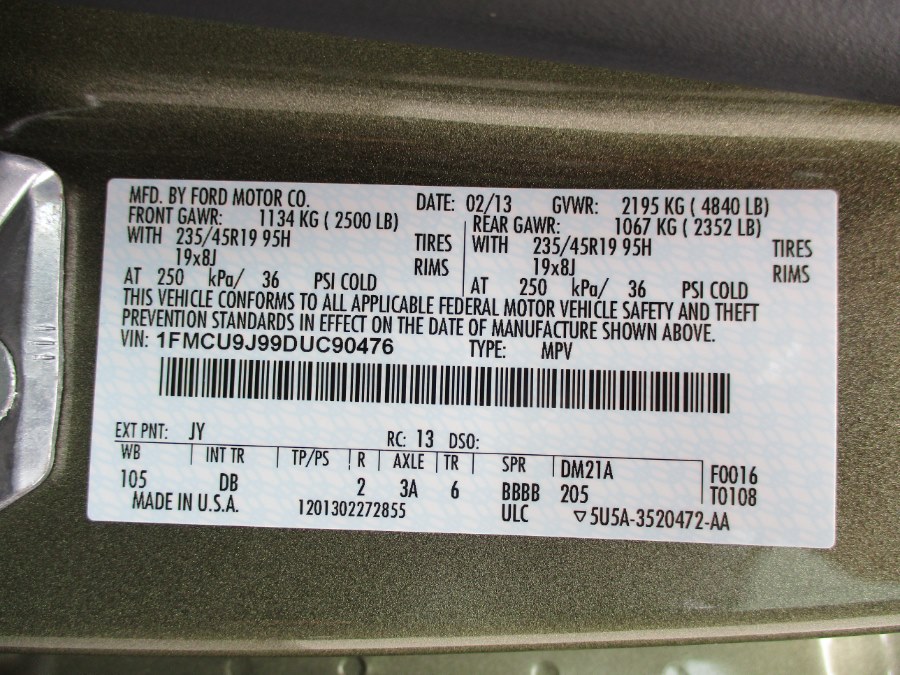 MFD. BY FORD MOTOR CO. DATE: 02/13 GVWR: 2195 KG ( 4840 LB)
FRONT GAWR: 1134 KG ( 2500 LB) REAR GAWR: 1067 KG ( 2352 LB)
WITH 235/45R19 95H TIRES WITH 235/45R19 95H TIRES
19x8J RIMS 19x8J RIMS
AT 250 kPa/ 36 PSI COLD AT 250 kPa/ 36 PSI COLD
THIS VEHICLE CONFORMS TO ALL APPLICABLE FEDERAL MOTOR VEHICLE SAFETY AND THEFT
PREVENTION STANDARDS IN EFFECT ON THE DATE OF MANUFACTURE SHOWN ABOVE.
VIN: 1FMCU9J99DUC90476 TYPE: MPV
EXT PNT: JY RC: 13 DSO:
WB INT TR TP/PS R AXLE TR SPR DM21A F0016
105 DB 2 3A 6 BBBB 205 T0108
MADE IN U.S.A. 1201302272855 ULC ▽5U5A-3520472-AA